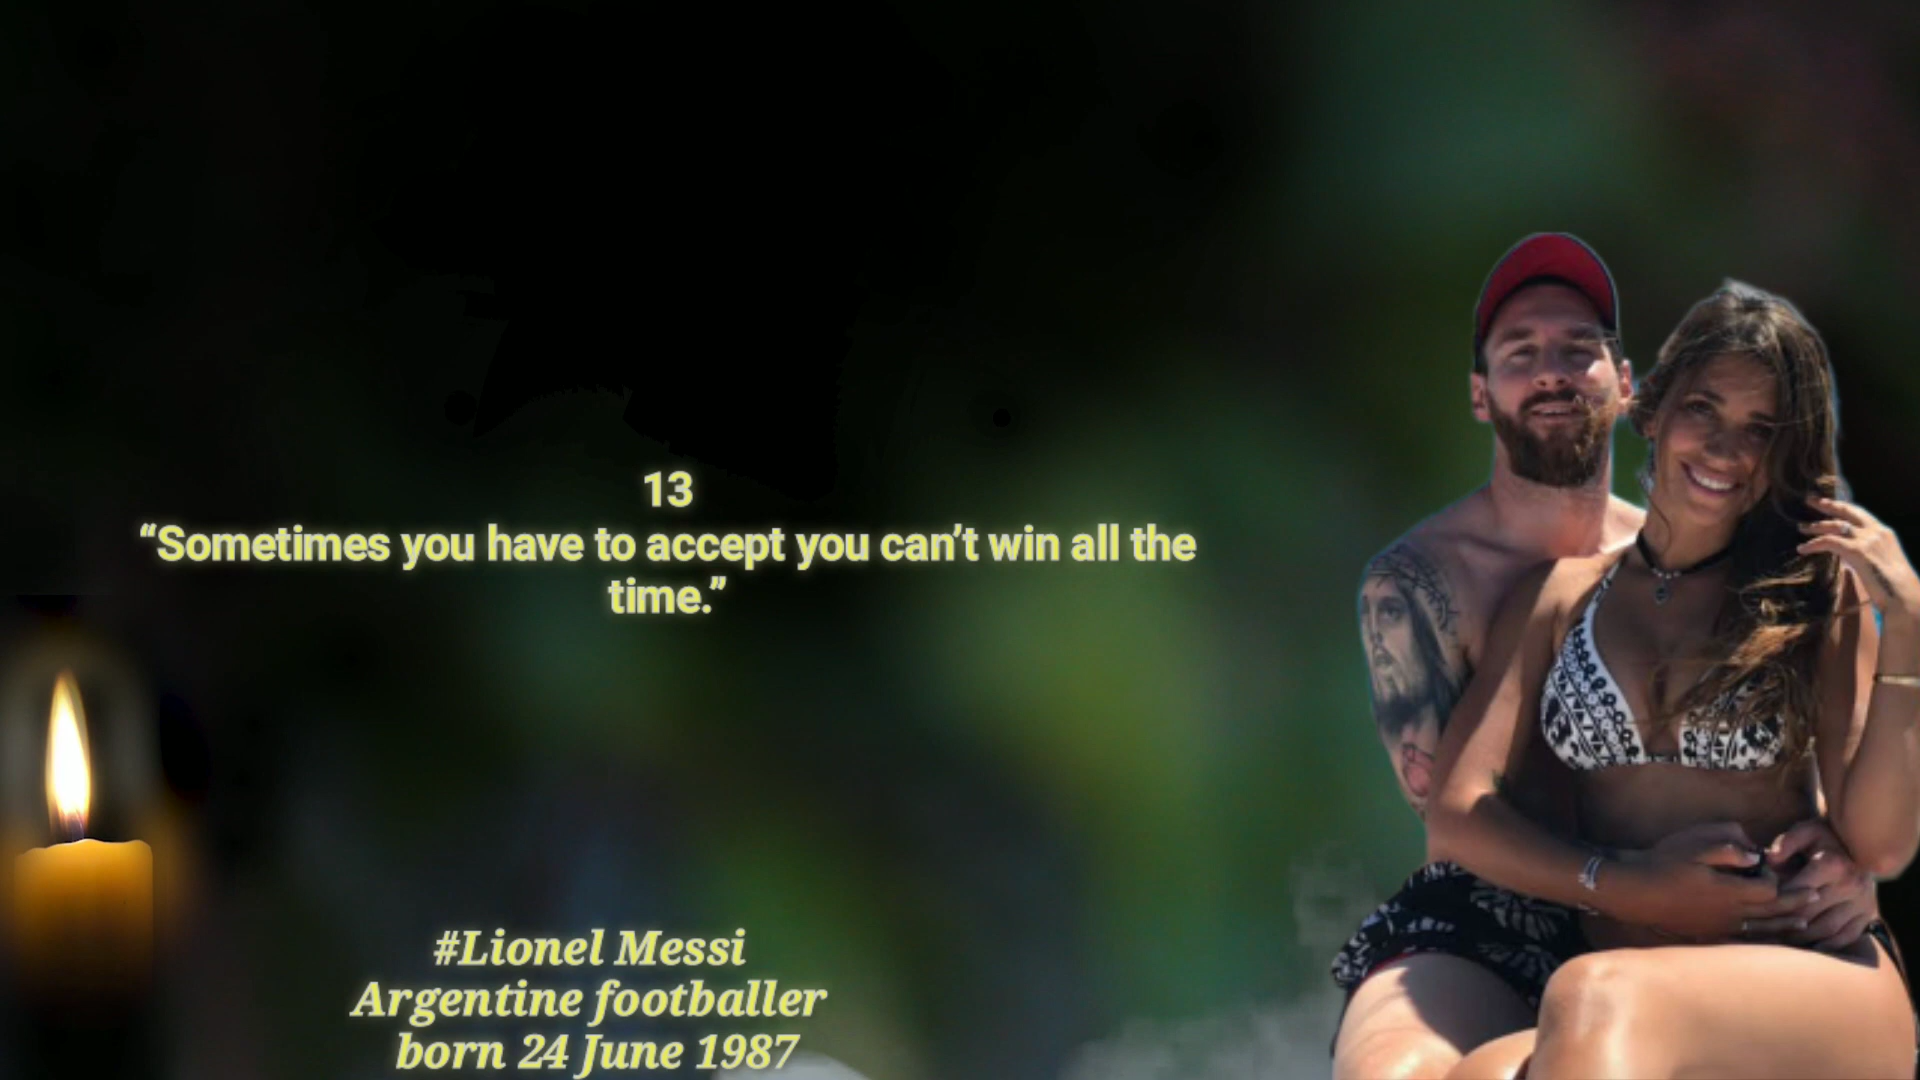 13
“Sometimes you have to accept you can’t win all the
time.”
#Lionel Messi
Argentine footballer
born 24 June 1987